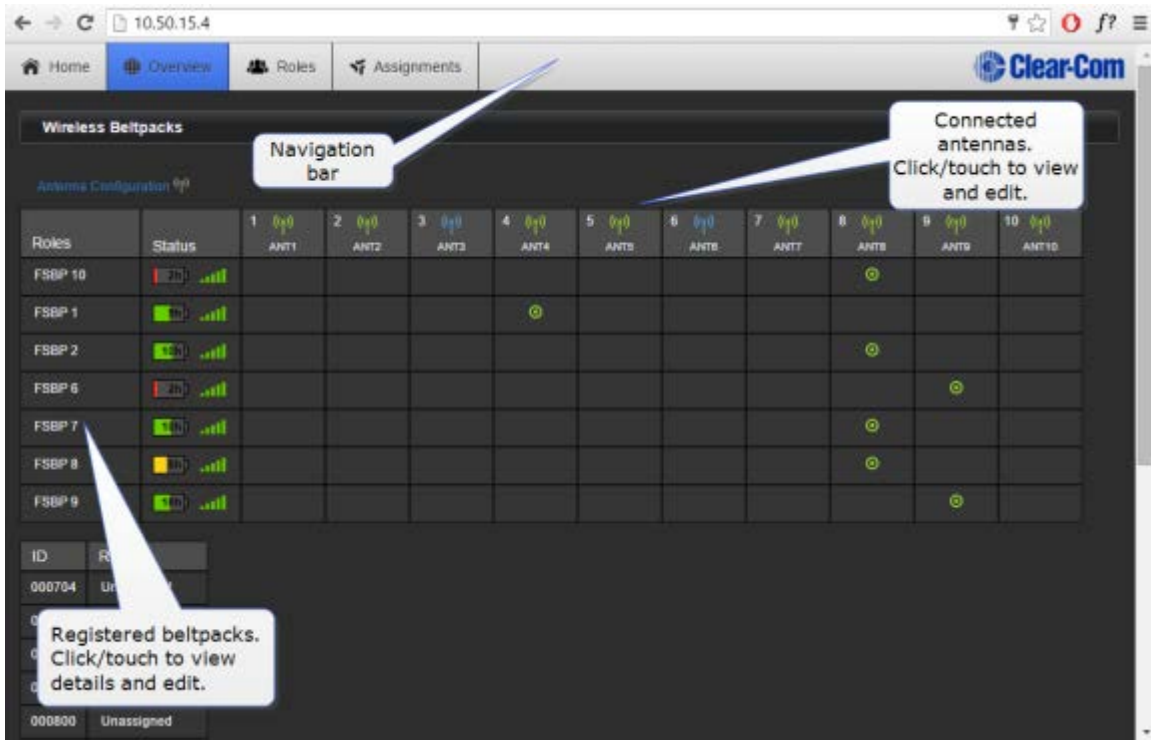 10.50.15.4
f?
Home Overview Roles Assignments Clear-Com
Wireless Beltpacks
Navigation
bar
Connected
antennas.
Click/touch to view
and edit.
Antenna Configuration
Roles Status 1 2 3 4 5 6 7 8 9 10
ANT1 ANT2 ANT3 ANT4 ANT5 ANT6 ANT7 ANT8 ANT9 ANT10
FSBP 10 2h
FSBP 1
FSBP 2
FSBP 6 2h
FSBP 7
FSBP 8
FSBP 9
ID
000704
Registered beltpacks.
Click/touch to view
details and edit.
000800 Unassigned